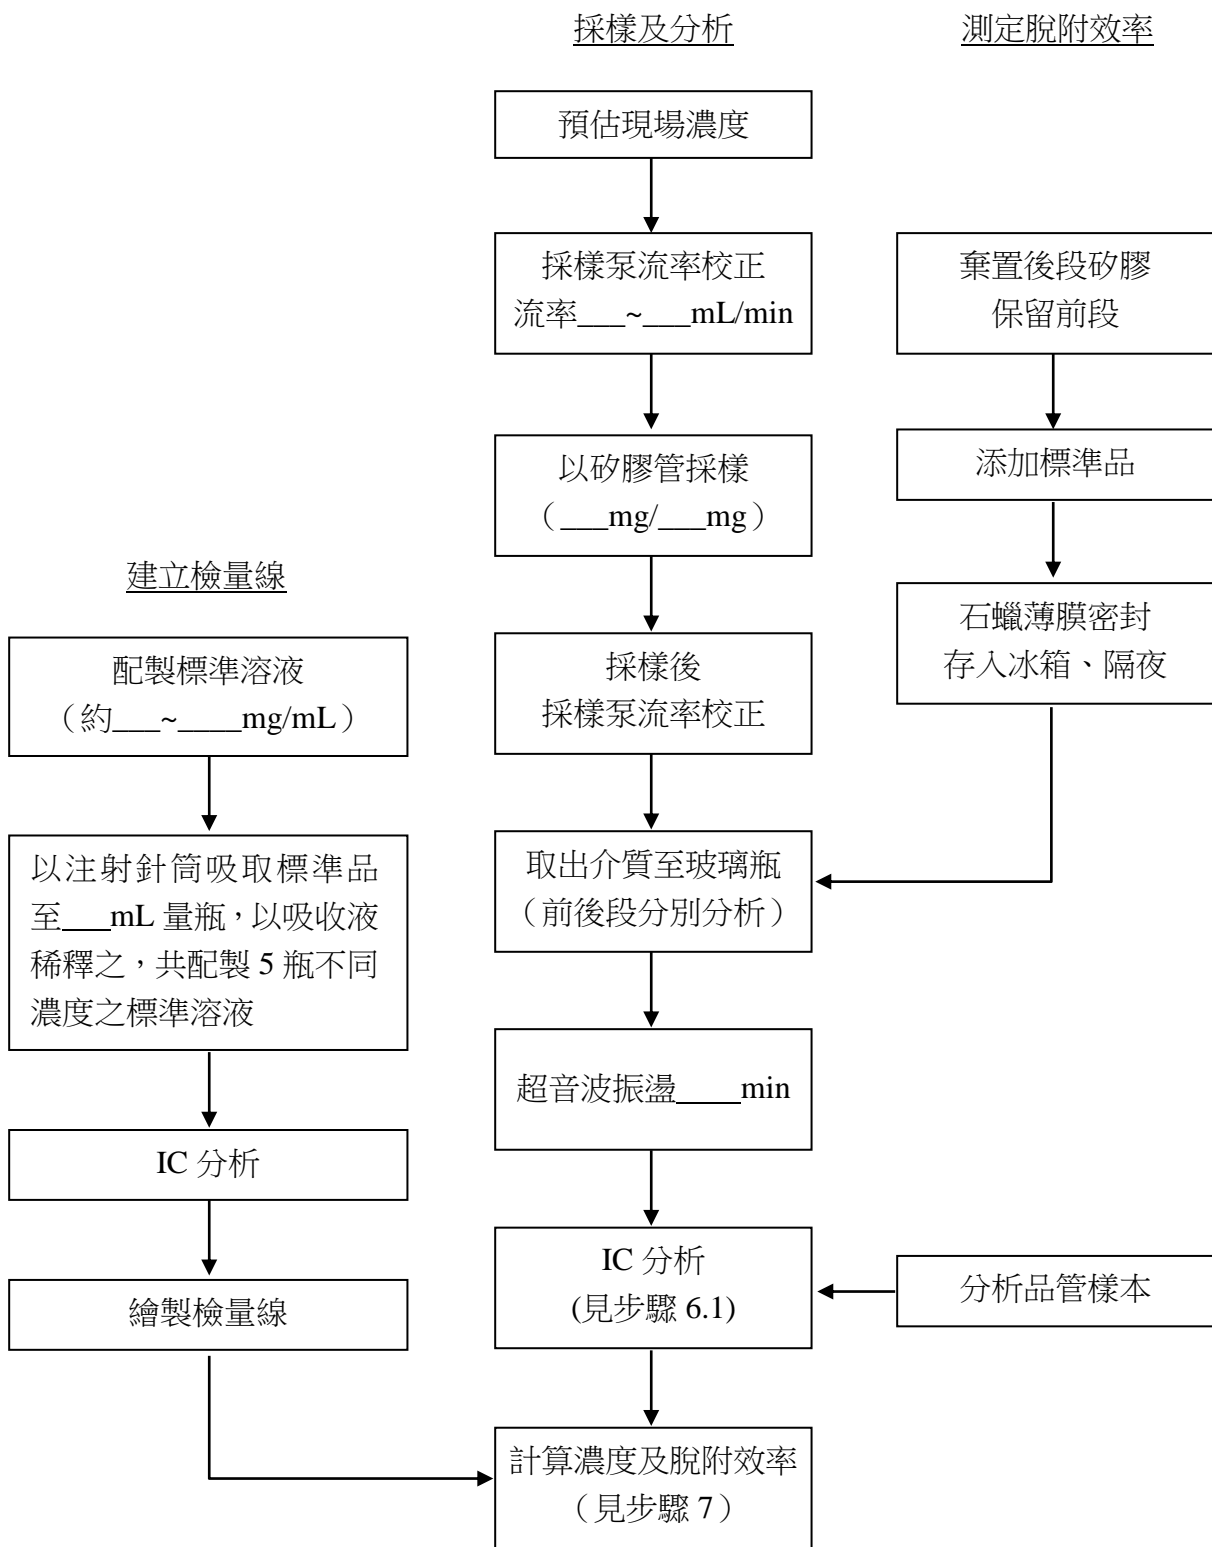 採樣及分析
測定脫附效率
預估現場濃度
採樣泵流率校正
流率___~___mL/min
棄置後段矽膠
保留前段
以矽膠管採樣
（___mg/___mg）
添加標準品
建立檢量線
配製標準溶液
（約___~____mg/mL）
採樣後
採樣泵流率校正
石蠟薄膜密封
存入冰箱、隔夜
以注射針筒吸取標準品
至___mL 量瓶，以吸收液
稀釋之，共配製 5 瓶不同
濃度之標準溶液
取出介質至玻璃瓶
（前後段分別分析）
超音波振盪____min
IC 分析
繪製檢量線
IC 分析
(見步驟 6.1)
分析品管樣本
計算濃度及脫附效率
（見步驟 7）